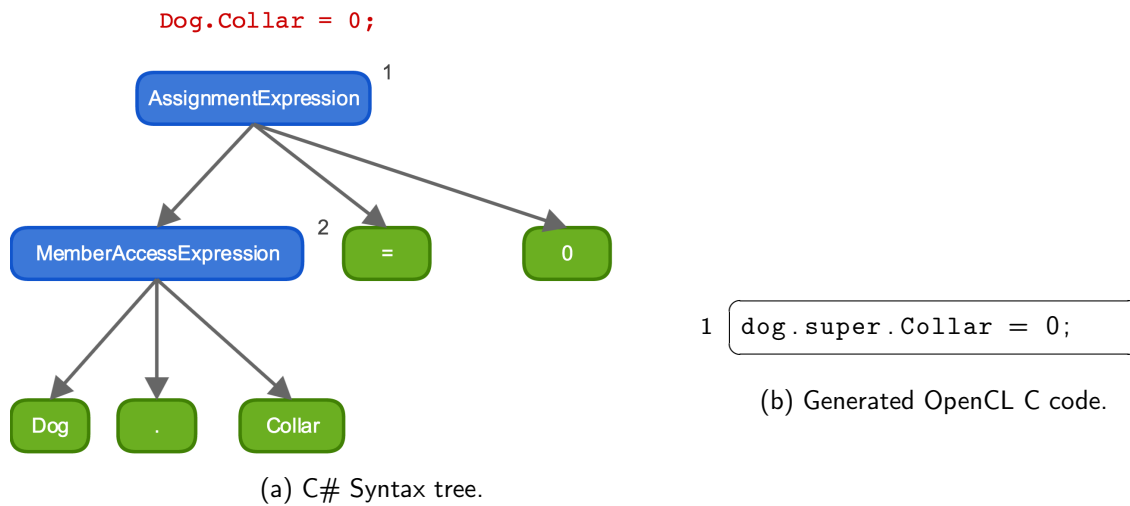 Dog.Collar = 0;
1
AssignmentExpression
2
MemberAccessExpression
=
0
Dog
.
Collar
(a) C# Syntax tree.
1 dog.super.Collar = 0;
(b) Generated OpenCL C code.